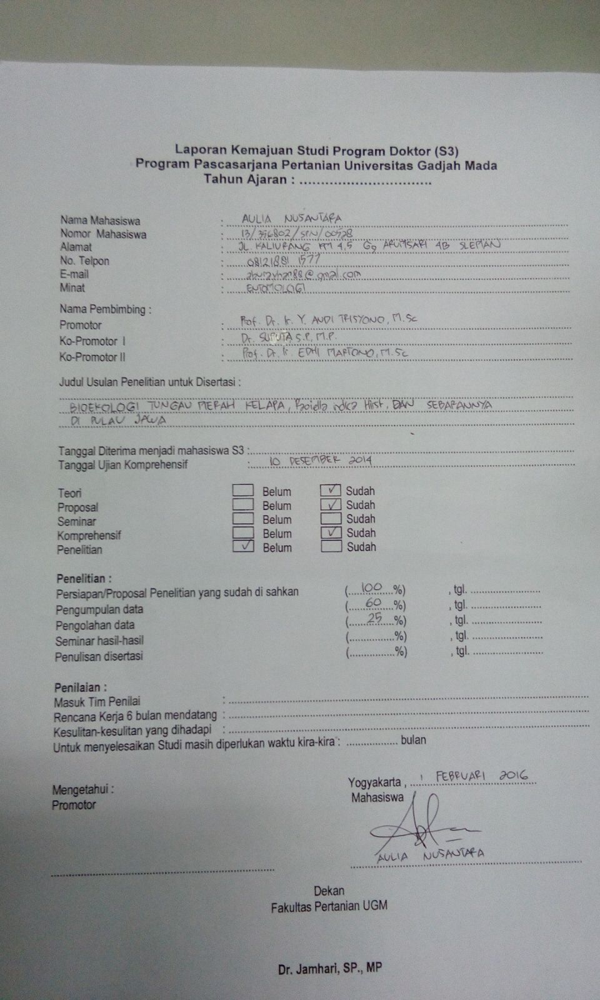 Laporan Kemajuan Studi Program Doktor (S3)
Program Pascasarjana Pertanian Universitas Gadjah Mada
Tahun Ajaran : ................................
Nama Mahasiswa : AULIA NUSANTARA
Nomor Mahasiswa : 13/356802/SPN/00528
Alamat : JL. KALIURANG KM 4,5 Gg ARUMSARI 4B SLEMAN
No. Telpon : 08121881 1577
E-mail : aburayhan88@gmail.com
Minat : ENTOMOLOGI
Nama Pembimbing :
Promotor : Prof. Dr. Ir. Y. ANDI TRISYONO, M.Sc
Ko-Promotor I : Dr. SUPUTA S.P, M.P.
Ko-Promotor II : Prof. Dr. Ir. EDHI MARTONO, M.Sc
Judul Usulan Penelitian untuk Disertasi :
BIOEKOLOGI TUNGAU MERAH KELAPA, Raoiella indica Hirst, DAN SEBARANNYA
DI PULAU JAWA
Tanggal Diterima menjadi mahasiswa S3 :
Tanggal Ujian Komprehensif : 10 DESEMBER 2014
Teori Belum ✓ Sudah
Proposal Belum ✓ Sudah
Seminar Belum Sudah
Komprehensif Belum ✓ Sudah
Penelitian ✓ Belum Sudah
Penelitian :
Persiapan/Proposal Penelitian yang sudah di sahkan (.....100.....%) , tgl. ........................
Pengumpulan data (.....60.....%) , tgl. ........................
Pengolahan data (.....25.....%) , tgl. ........................
Seminar hasil-hasil (...............%) , tgl. ........................
Penulisan disertasi (...............%) , tgl. ........................
Penilaian :
Masuk Tim Penilai :
Rencana Kerja 6 bulan mendatang :
Kesulitan-kesulitan yang dihadapi :
Untuk menyelesaikan Studi masih diperlukan waktu kira-kira : .................. bulan
Yogyakarta , 1 FEBRUARI 2016
Mengetahui :
Mahasiswa
Promotor
AULIA NUSANTARA
Dekan
Fakultas Pertanian UGM
Dr. Jamhari, SP., MP